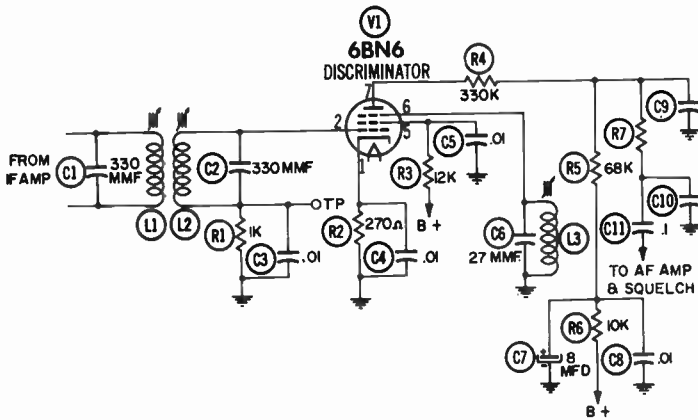 V1
6BN6
DISCRIMINATOR
7
6
2
5
1
R4
330K
C9
R7
C5
.01
R3
12K
B+
R5
68K
C10
C11
.1
TO AF AMP
& SQUELCH
FROM
IF AMP
C1
330
MMF
L1
L2
C2
330MMF
TP
R1
1K
C3
.01
R2
270Ω
C4
.01
C6
27 MMF
L3
R6
10K
C7
8
MFD
C8
.01
B+